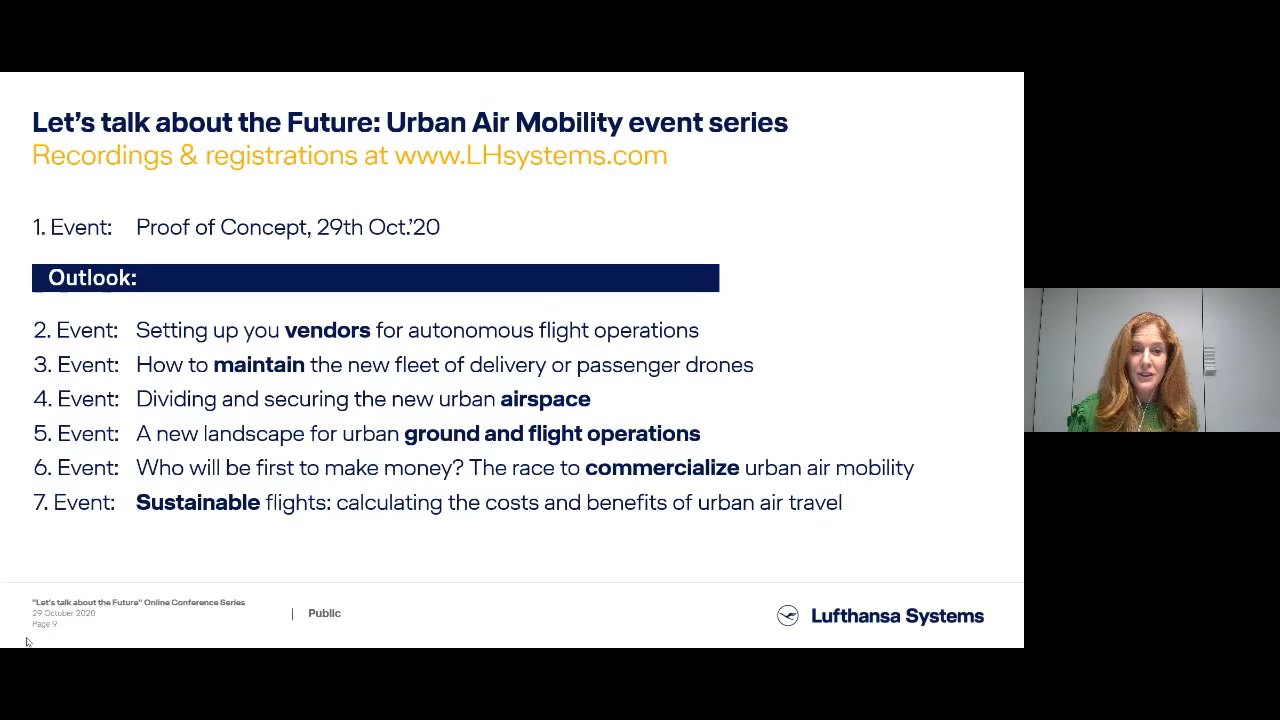 Let's talk about the Future: Urban Air Mobility event series
Recordings & registrations at www.LHsystems.com
1. Event: Proof of Concept, 29th Oct.'20
Outlook:
2. Event: Setting up you vendors for autonomous flight operations
3. Event: How to maintain the new fleet of delivery or passenger drones
4. Event: Dividing and securing the new urban airspace
5. Event: A new landscape for urban ground and flight operations
6. Event: Who will be first to make money? The race to commercialize urban air mobility
7. Event: Sustainable flights: calculating the costs and benefits of urban air travel
"Let's talk about the Future" Online Conference Series
29 October 2020
Page 9
| Public
Lufthansa Systems